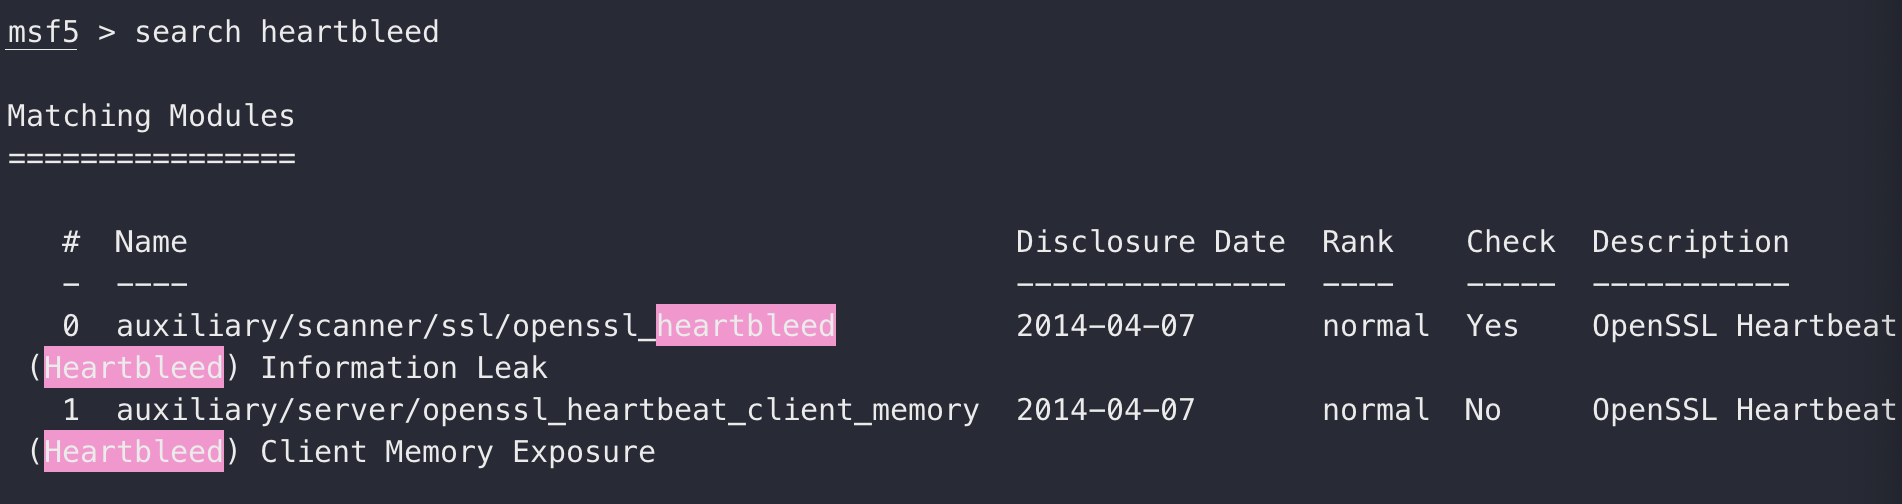 msf5 > search heartbleed
Matching Modules
================
# Name Disclosure Date Rank Check Description
- ---- --------------- ---- ----- -----------
0 auxiliary/scanner/ssl/openssl_heartbleed 2014-04-07 normal Yes OpenSSL Heartbeat
(Heartbleed) Information Leak
1 auxiliary/server/openssl_heartbeat_client_memory 2014-04-07 normal No OpenSSL Heartbeat
(Heartbleed) Client Memory Exposure